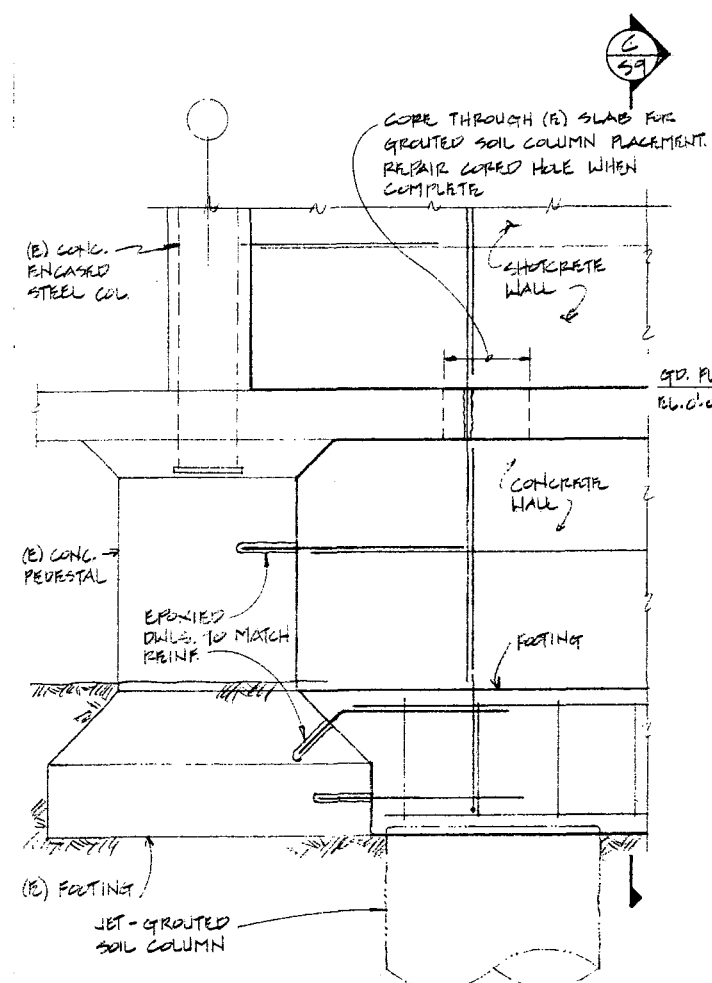 C
S9
CORE THROUGH (E) SLAB FOR
GROUTED SOIL COLUMN PLACEMENT.
REPAIR CORED HOLE WHEN
COMPLETE
(E) CONC.
ENCASED
STEEL COL.
SHOTCRETE
WALL
GD. FL
CONCRETE
WALL
(E) CONC.
PEDESTAL
EPOXIED
DWLS. TO MATCH
REINF.
FOOTING
(E) FOOTING
JET-GROUTED
SOIL COLUMN